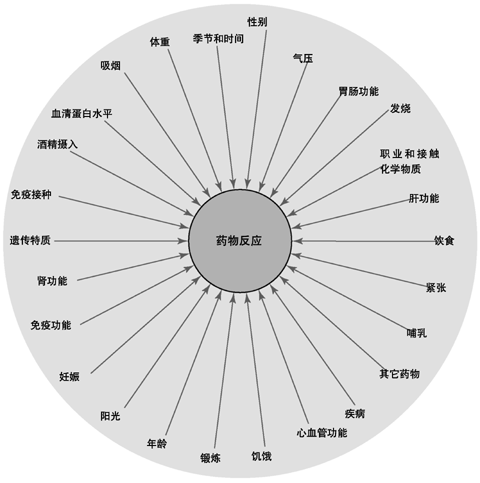 性别
季节和时间
气压
体重
胃肠功能
吸烟
发烧
血清蛋白水平
酒精摄入
职业和接触
化学物质
免疫接种
肝功能
遗传特质
药物反应
饮食
肾功能
紧张
免疫功能
哺乳
妊娠
其它药物
阳光
疾病
年龄
心血管功能
锻炼
饥饿